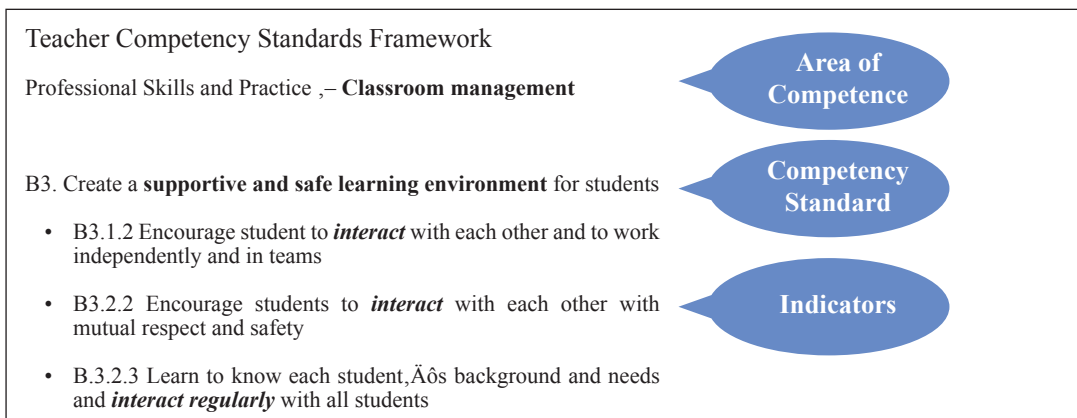 Teacher Competency Standards Framework
Area of
Competence
Professional Skills and Practice ‚– Classroom management
B3. Create a supportive and safe learning environment for students
Competency
Standard
• B3.1.2 Encourage student to interact with each other and to work
independently and in teams
• B3.2.2 Encourage students to interact with each other with
mutual respect and safety
Indicators
• B.3.2.3 Learn to know each student‚Äôs background and needs
and interact regularly with all students